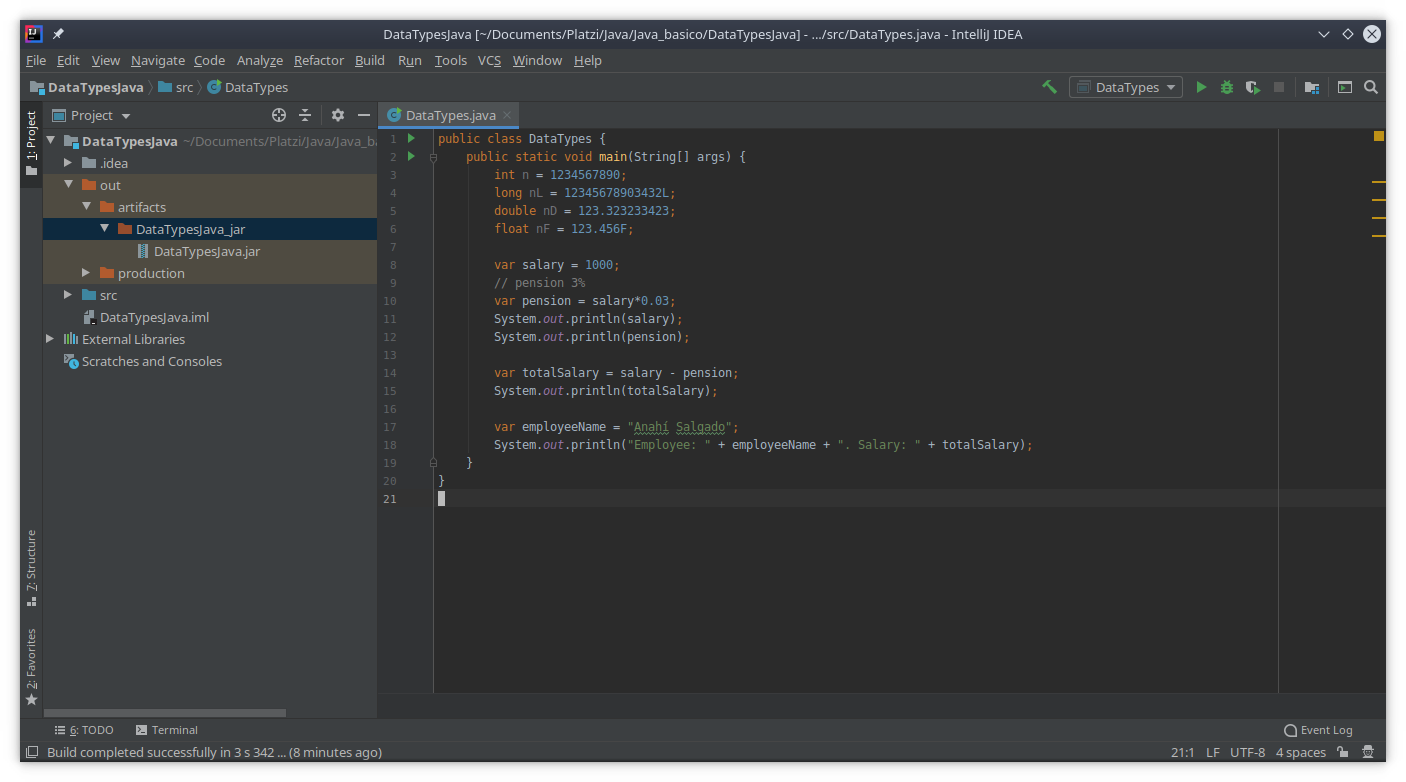 DataTypesJava [~/Documents/Platzi/Java/Java_basico/DataTypesJava] - .../src/DataTypes.java - IntelliJ IDEA
File Edit View Navigate Code Analyze Refactor Build Run Tools VCS Window Help
DataTypesJava src DataTypes
DataTypes
1: Project
Project
DataTypesJava ~/Documents/Platzi/Java/Java_ba
.idea
out
artifacts
DataTypesJava_jar
DataTypesJava.jar
production
src
DataTypesJava.iml
External Libraries
Scratches and Consoles
7: Structure
2: Favorites
DataTypes.java
1 public class DataTypes {
2 public static void main(String[] args) {
3 int n = 1234567890;
4 long nL = 12345678903432L;
5 double nD = 123.323233423;
6 float nF = 123.456F;
7
8 var salary = 1000;
9 // pension 3%
10 var pension = salary*0.03;
11 System.out.println(salary);
12 System.out.println(pension);
13
14 var totalSalary = salary - pension;
15 System.out.println(totalSalary);
16
17 var employeeName = "Anahí Salgado";
18 System.out.println("Employee: " + employeeName + ". Salary: " + totalSalary);
19 }
20 }
21
6: TODO Terminal Event Log
Build completed successfully in 3 s 342 ... (8 minutes ago) 21:1 LF UTF-8 4 spaces